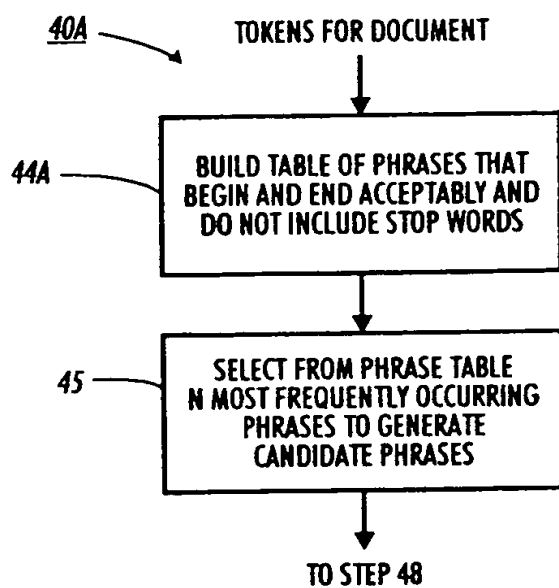 40A
TOKENS FOR DOCUMENT
44A
BUILD TABLE OF PHRASES THAT
BEGIN AND END ACCEPTABLY AND
DO NOT INCLUDE STOP WORDS
45
SELECT FROM PHRASE TABLE
N MOST FREQUENTLY OCCURRING
PHRASES TO GENERATE
CANDIDATE PHRASES
TO STEP 48